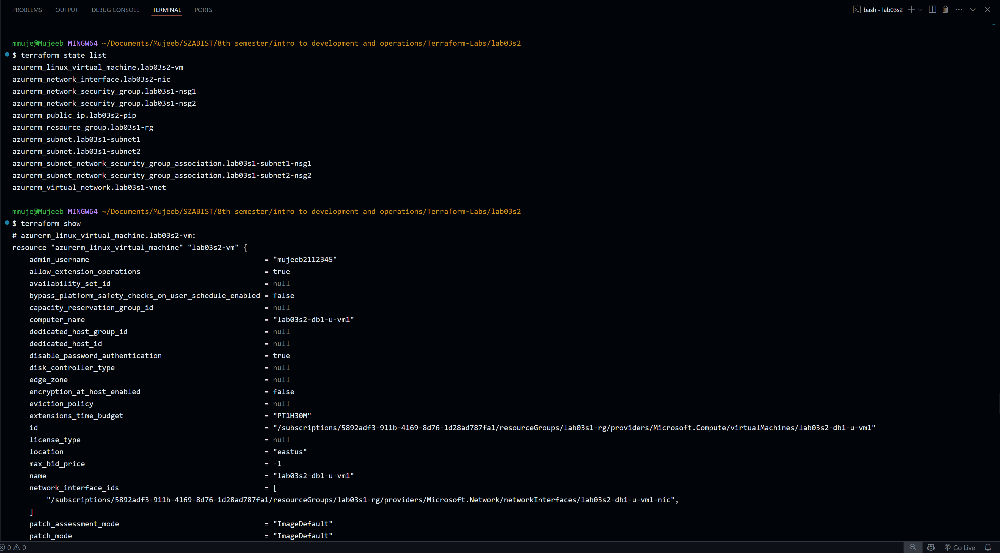 PROBLEMS OUTPUT DEBUG CONSOLE TERMINAL PORTS bash - lab03s2
mmuje@Mujeeb MINGW64 ~/Documents/Mujeeb/SZABIST/8th semester/intro to development and operations/Terraform-Labs/lab03s2
$ terraform state list
azurerm_linux_virtual_machine.lab03s2-vm
azurerm_network_interface.lab03s2-nic
azurerm_network_security_group.lab03s1-nsg1
azurerm_network_security_group.lab03s1-nsg2
azurerm_public_ip.lab03s2-pip
azurerm_resource_group.lab03s1-rg
azurerm_subnet.lab03s1-subnet1
azurerm_subnet.lab03s1-subnet2
azurerm_subnet_network_security_group_association.lab03s1-subnet1-nsg1
azurerm_subnet_network_security_group_association.lab03s1-subnet2-nsg2
azurerm_virtual_network.lab03s1-vnet
mmuje@Mujeeb MINGW64 ~/Documents/Mujeeb/SZABIST/8th semester/intro to development and operations/Terraform-Labs/lab03s2
$ terraform show
# azurerm_linux_virtual_machine.lab03s2-vm:
resource "azurerm_linux_virtual_machine" "lab03s2-vm" {
    admin_username                                         = "mujeeb2112345"
    allow_extension_operations                             = true
    availability_set_id                                    = null
    bypass_platform_safety_checks_on_user_schedule_enabled = false
    capacity_reservation_group_id                          = null
    computer_name                                          = "lab03s2-db1-u-vm1"
    dedicated_host_group_id                                = null
    dedicated_host_id                                      = null
    disable_password_authentication                        = true
    disk_controller_type                                   = null
    edge_zone                                              = null
    encryption_at_host_enabled                             = false
    eviction_policy                                        = null
    extensions_time_budget                                 = "PT1H30M"
    id                                                     = "/subscriptions/5892adf3-911b-4169-8d76-1d28ad787fa1/resourceGroups/lab03s1-rg/providers/Microsoft.Compute/virtualMachines/lab03s2-db1-u-vm1"
    license_type                                           = null
    location                                               = "eastus"
    max_bid_price                                          = -1
    name                                                   = "lab03s2-db1-u-vm1"
    network_interface_ids                                  = [
        "/subscriptions/5892adf3-911b-4169-8d76-1d28ad787fa1/resourceGroups/lab03s1-rg/providers/Microsoft.Network/networkInterfaces/lab03s2-db1-u-vm1-nic",
    ]
    patch_assessment_mode                                  = "ImageDefault"
    patch_mode                                             = "ImageDefault"
0 0 Go Live